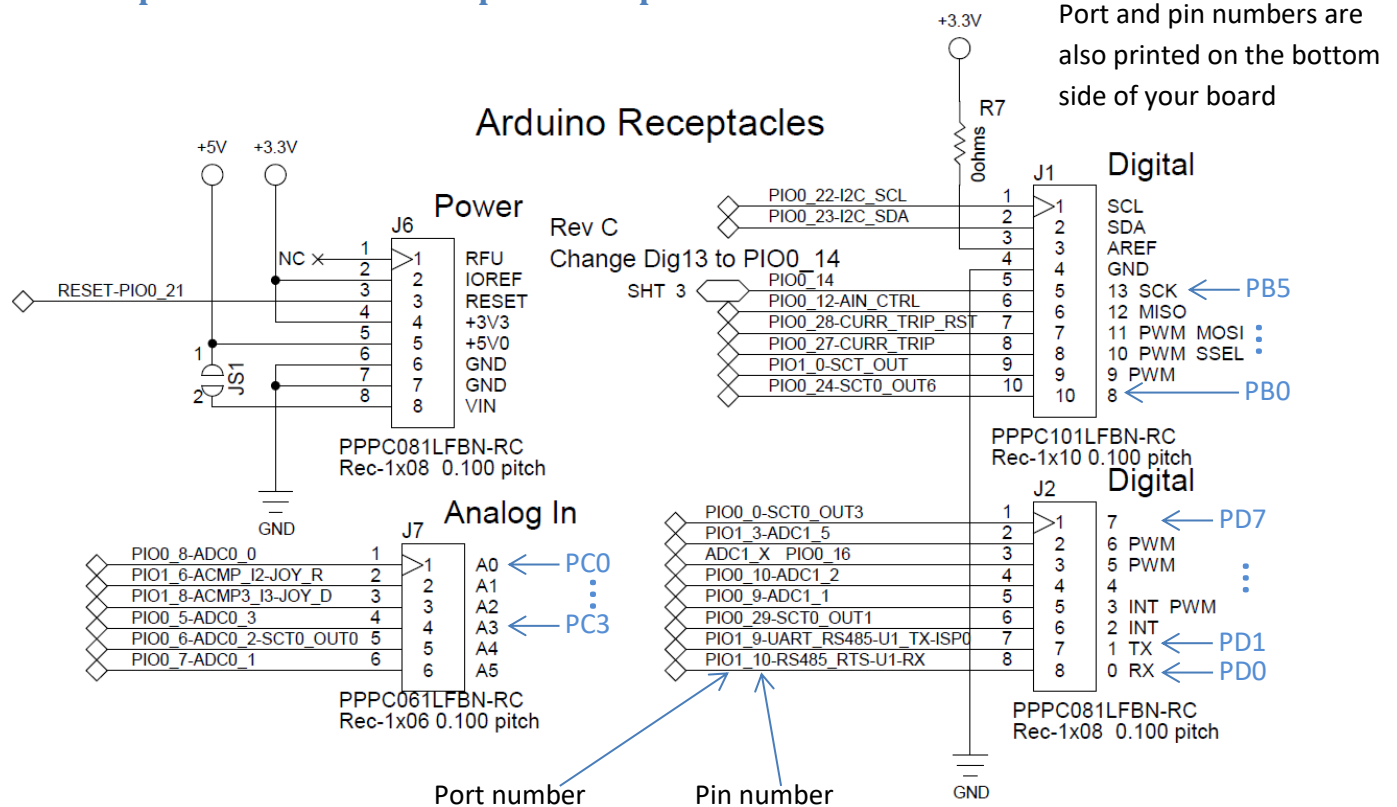 +3.3V
Port and pin numbers are
also printed on the bottom
side of your board
R7
0ohms
Arduino Receptacles
+5V
+3.3V
Power
J6
NC
1
1
RFU
2
2
IOREF
RESET-PIO0_21
3
3
RESET
4
4
+3V3
5
5
+5V0
6
6
GND
7
7
GND
8
8
VIN
1
JS1
2
PPPC081LFBN-RC
Rec-1x08 0.100 pitch
GND
Rev C
Change Dig13 to PIO0_14
SHT 3
Digital
J1
PIO0_22-I2C_SCL
1
1
SCL
PIO0_23-I2C_SDA
2
2
SDA
3
3
AREF
4
4
GND
PIO0_14
5
5
13 SCK
PB5
PIO0_12-AIN_CTRL
6
6
12 MISO
PIO0_28-CURR_TRIP_RST
7
7
11 PWM MOSI
PIO0_27-CURR_TRIP
8
8
10 PWM SSEL
PIO1_0-SCT_OUT
9
9
9 PWM
PIO0_24-SCT0_OUT6
10
10
8
PB0
PPPC101LFBN-RC
Rec-1x10 0.100 pitch
Analog In
J7
PIO0_8-ADC0_0
1
1
A0
PC0
PIO1_6-ACMP_I2-JOY_R
2
2
A1
PIO1_8-ACMP3_I3-JOY_D
3
3
A2
PIO0_5-ADC0_3
4
4
A3
PC3
PIO0_6-ADC0_2-SCT0_OUT0
5
5
A4
PIO0_7-ADC0_1
6
6
A5
PPPC061LFBN-RC
Rec-1x06 0.100 pitch
Digital
J2
PIO0_0-SCT0_OUT3
1
1
7
PD7
PIO1_3-ADC1_5
2
2
6 PWM
ADC1_X PIO0_16
3
3
5 PWM
PIO0_10-ADC1_2
4
4
4
PIO0_9-ADC1_1
5
5
3 INT PWM
PIO0_29-SCT0_OUT1
6
6
2 INT
PIO1_9-UART_RS485-U1_TX-ISP0
7
7
1 TX
PD1
PIO1_10-RS485_RTS-U1-RX
8
8
0 RX
PD0
PPPC081LFBN-RC
Rec-1x08 0.100 pitch
Port number
Pin number
GND